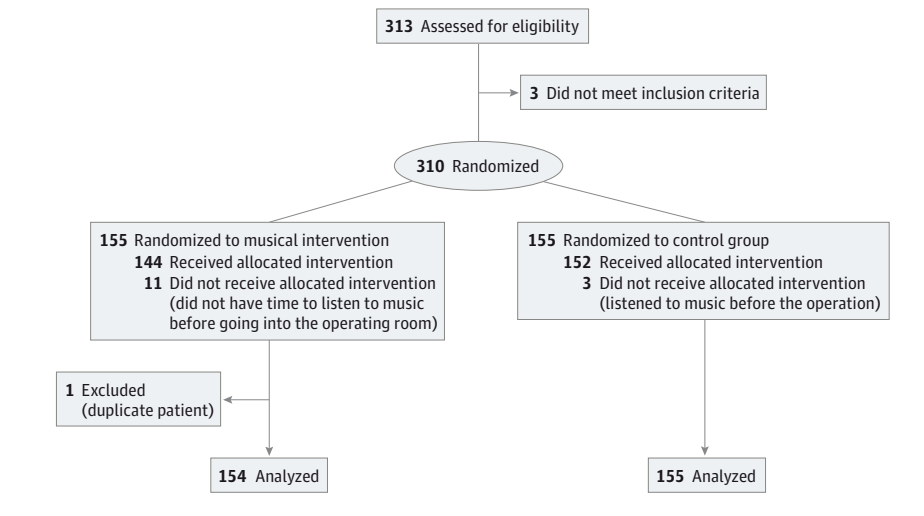 313 Assessed for eligibility
3 Did not meet inclusion criteria
310 Randomized
155 Randomized to musical intervention
144 Received allocated intervention
11 Did not receive allocated intervention
(did not have time to listen to music
before going into the operating room)
155 Randomized to control group
152 Received allocated intervention
3 Did not receive allocated intervention
(listened to music before the operation)
1 Excluded
(duplicate patient)
154 Analyzed
155 Analyzed